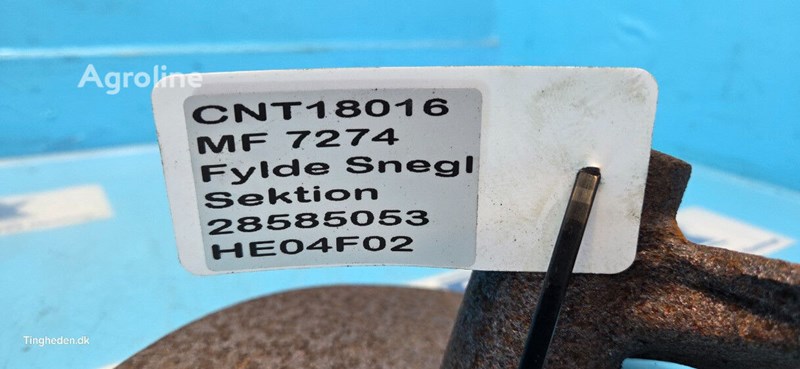 Agroline
CNT18016
MF 7274
Fylde Snegl
Sektion
28585053
HE04F02
Tingheden.dk